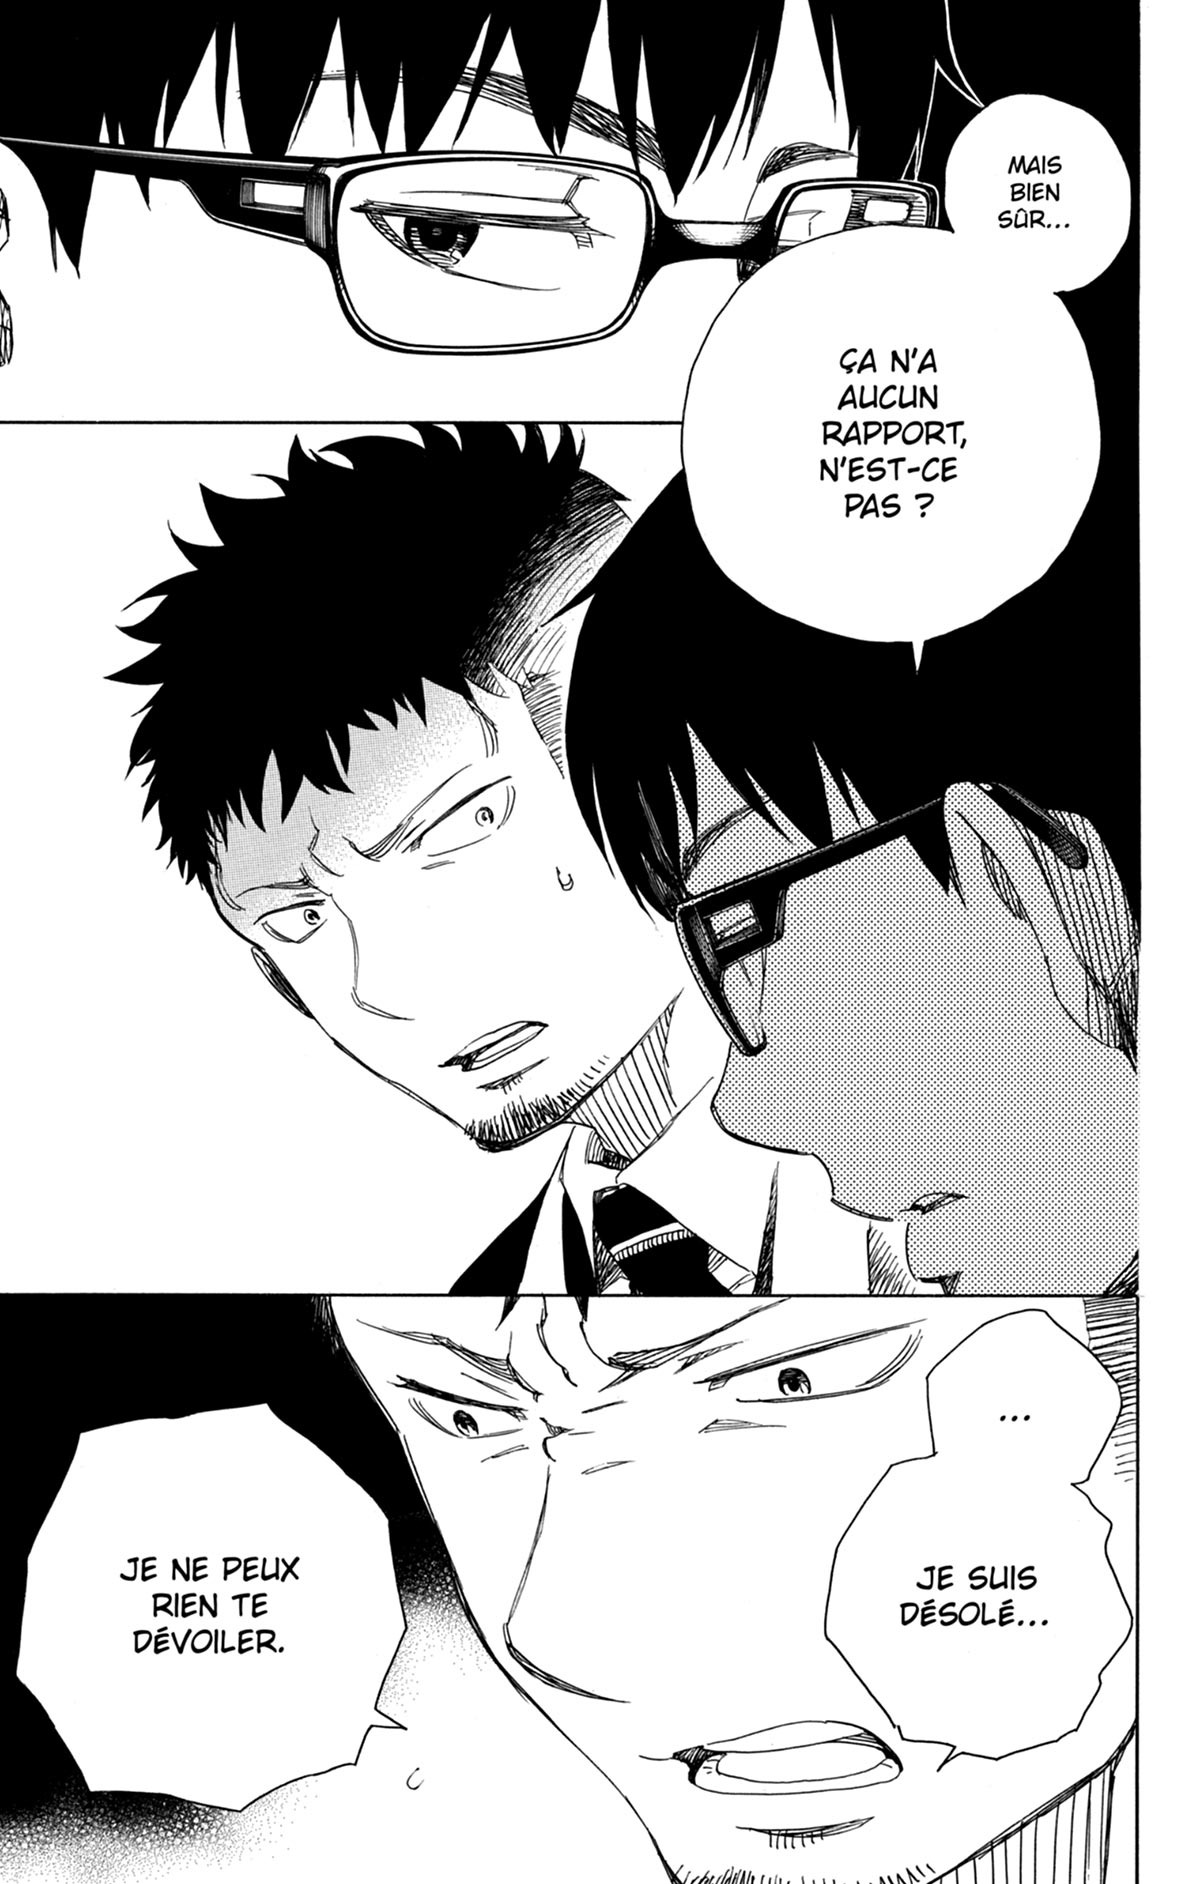 MAIS
BIEN
SÛR...
ÇA N'A
AUCUN
RAPPORT,
N'EST-CE
PAS ?
...
JE SUIS
DÉSOLÉ...
JE NE PEUX
RIEN TE
DÉVOILER.